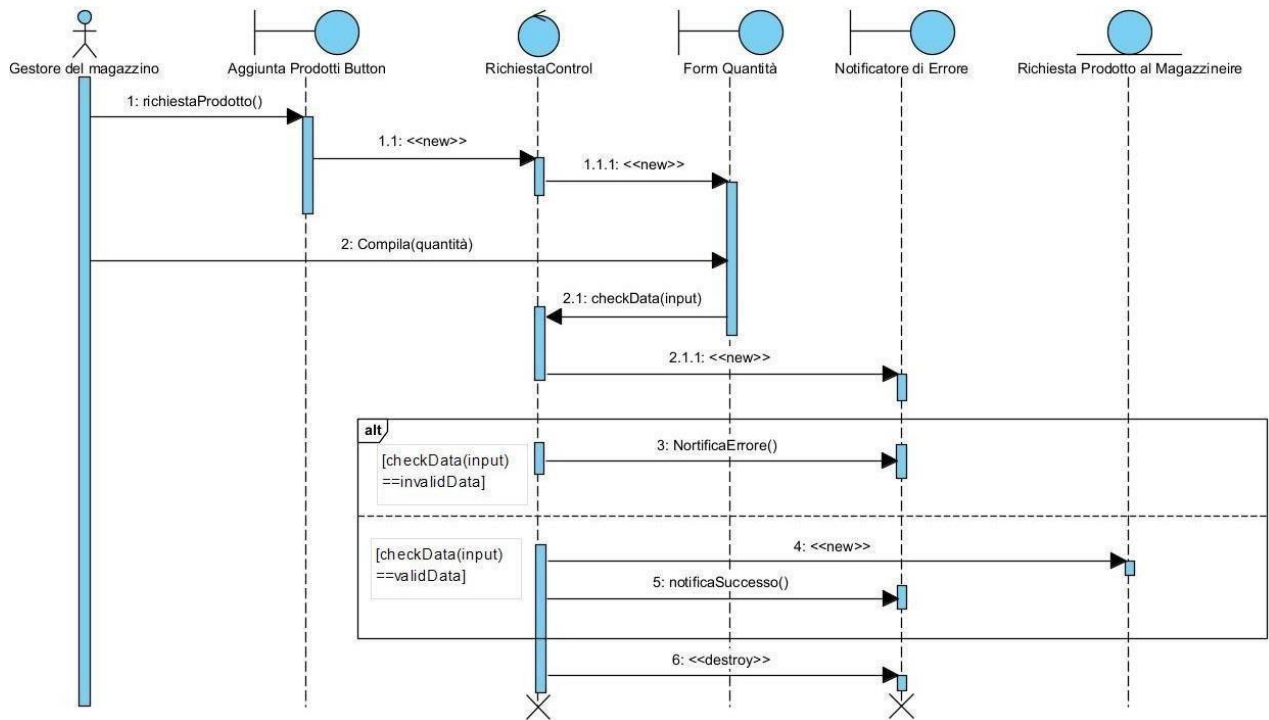 Gestore del magazzino
Aggiunta Prodotti Button
RichiestaControl
Form Quantità
Notificatore di Errore
Richiesta Prodotto al Magazzineire
1: richiestaProdotto()
1.1: <<new>>
1.1.1: <<new>>
2: Compila(quantità)
2.1: checkData(input)
2.1.1: <<new>>
alt
3: NortificaErrore()
[checkData(input)
==invalidData]
4: <<new>>
[checkData(input)
==validData]
5: notificaSuccesso()
6: <<destroy>>